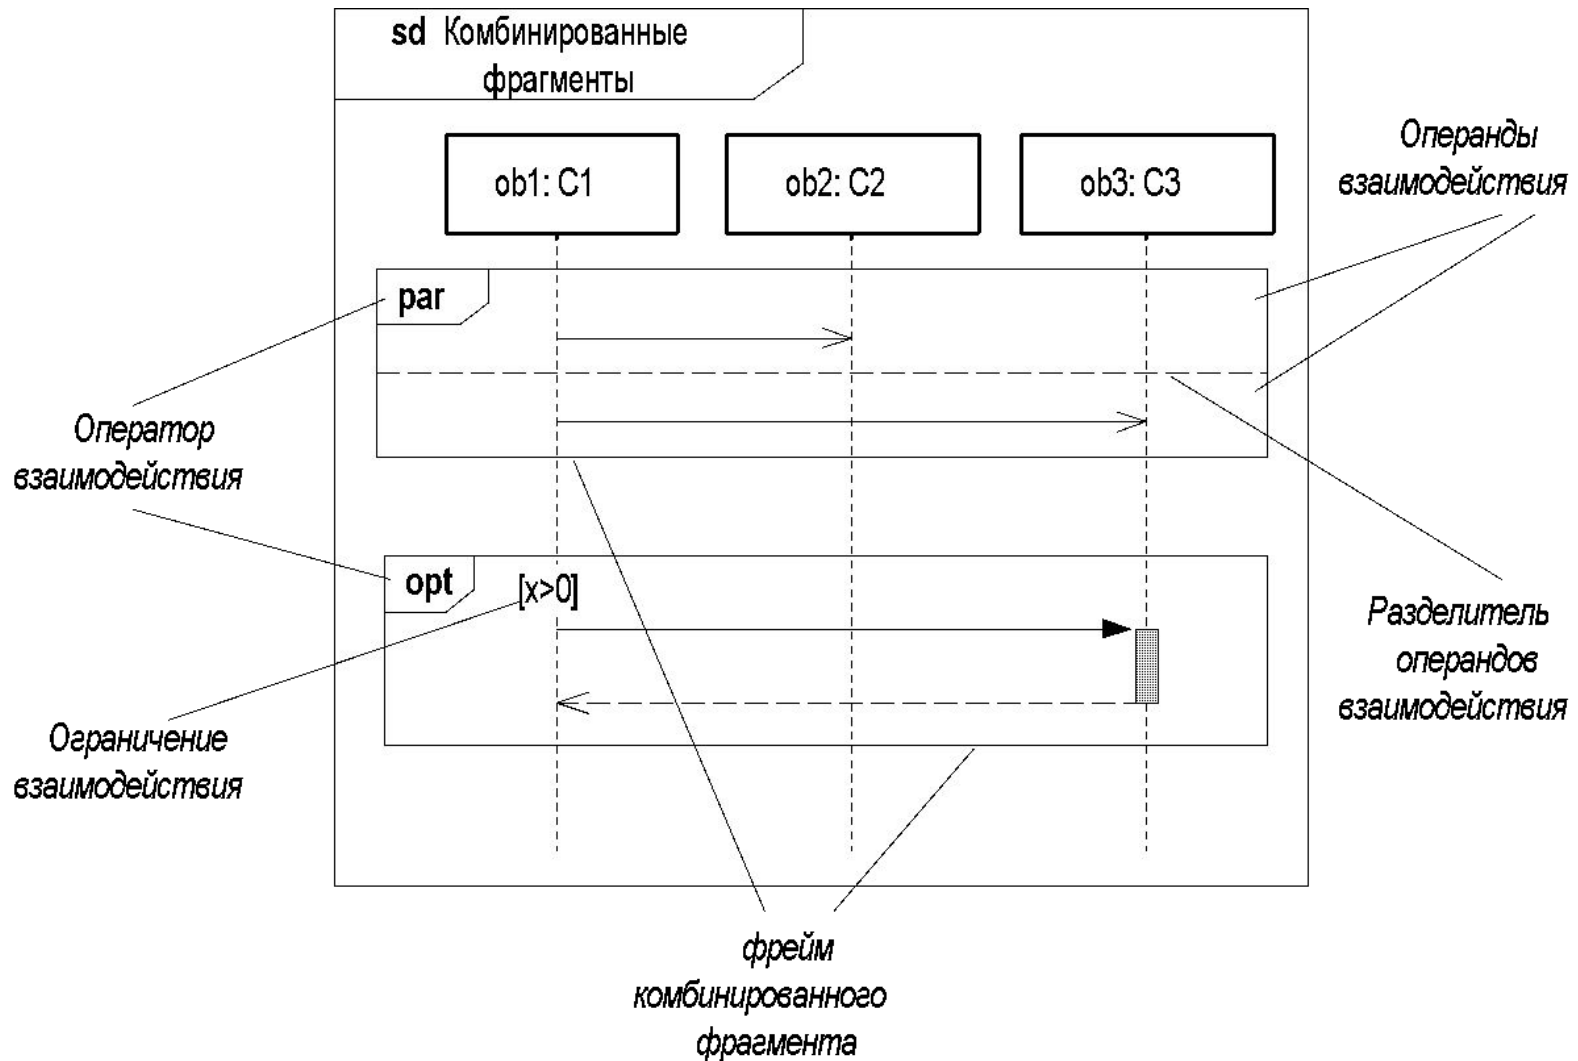 sd Комбинированные
фрагменты
ob1: C1
ob2: C2
ob3: C3
Операнды
взаимодействия
par
Оператор
взаимодействия
opt
[x>0]
Разделитель
операндов
взаимодействия
Ограничение
взаимодействия
фрейм
комбинированного
фрагмента